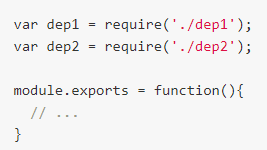 var dep1 = require('./dep1');
var dep2 = require('./dep2');
module.exports = function(){
// ...
}